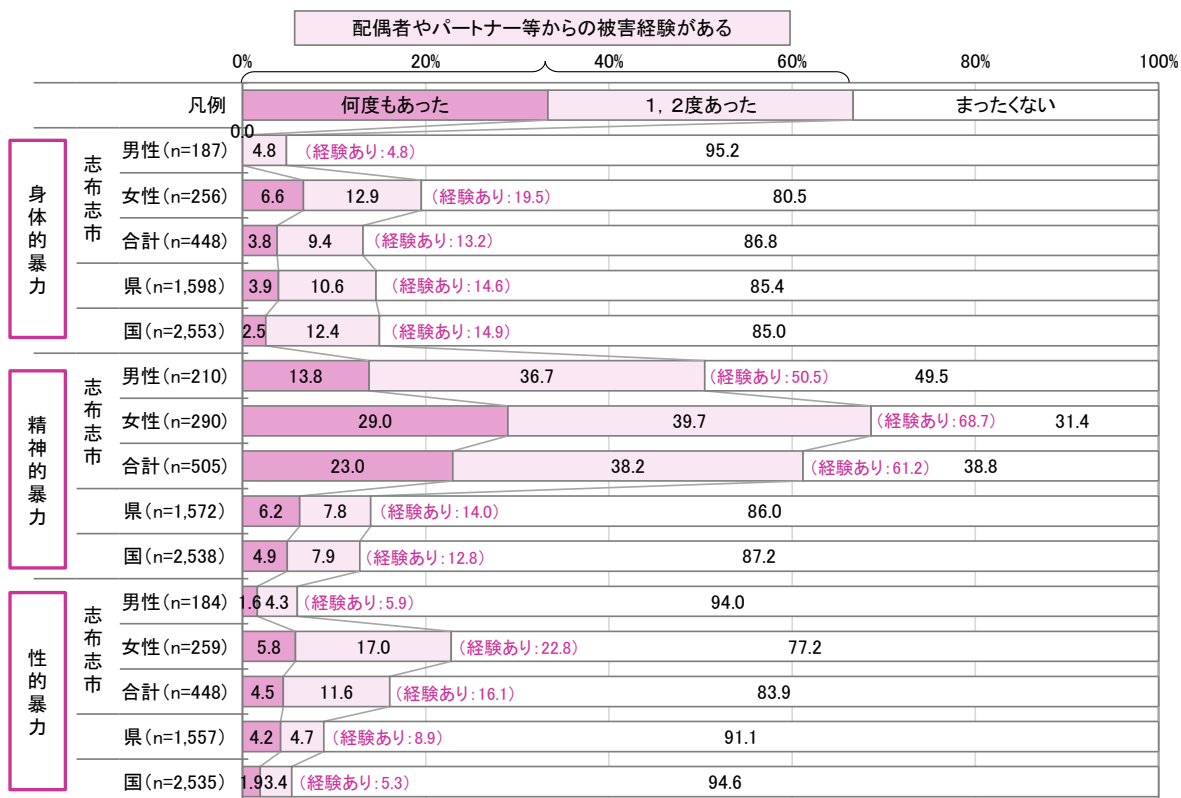 配偶者やパートナー等からの被害経験がある
0% 20% 40% 60% 80% 100%
凡例 何度もあった 1，2度あった まったくない
身体的暴力
志布志市
男性(n=187) 0.0 4.8 (経験あり:4.8) 95.2
女性(n=256) 6.6 12.9 (経験あり:19.5) 80.5
合計(n=448) 3.8 9.4 (経験あり:13.2) 86.8
県(n=1,598) 3.9 10.6 (経験あり:14.6) 85.4
国(n=2,553) 2.5 12.4 (経験あり:14.9) 85.0
精神的暴力
志布志市
男性(n=210) 13.8 36.7 (経験あり:50.5) 49.5
女性(n=290) 29.0 39.7 (経験あり:68.7) 31.4
合計(n=505) 23.0 38.2 (経験あり:61.2) 38.8
県(n=1,572) 6.2 7.8 (経験あり:14.0) 86.0
国(n=2,538) 4.9 7.9 (経験あり:12.8) 87.2
性的暴力
志布志市
男性(n=184) 1.6 4.3 (経験あり:5.9) 94.0
女性(n=259) 5.8 17.0 (経験あり:22.8) 77.2
合計(n=448) 4.5 11.6 (経験あり:16.1) 83.9
県(n=1,557) 4.2 4.7 (経験あり:8.9) 91.1
国(n=2,535) 1.9 3.4 (経験あり:5.3) 94.6